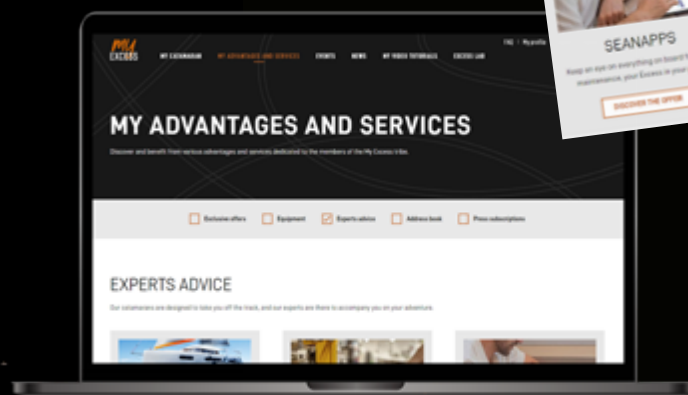 MY
EXCESS
FAQ | My profile
MY CATAMARAN MY ADVANTAGES AND SERVICES EVENTS NEWS MY VIDEO TUTORIALS EXCESS LAB
MY ADVANTAGES AND SERVICES
Discover and benefit from various advantages and services dedicated to the members of the My Excess tribe.
Exclusive offers Equipment Experts advice Address book Press subscriptions
EXPERTS ADVICE
Our catamarans are designed to take you off the track, and our experts are there to accompany you on your adventure.
SEANAPPS
Keep an eye on everything on board
maintenance, your Excess in your
DISCOVER THE OFFER